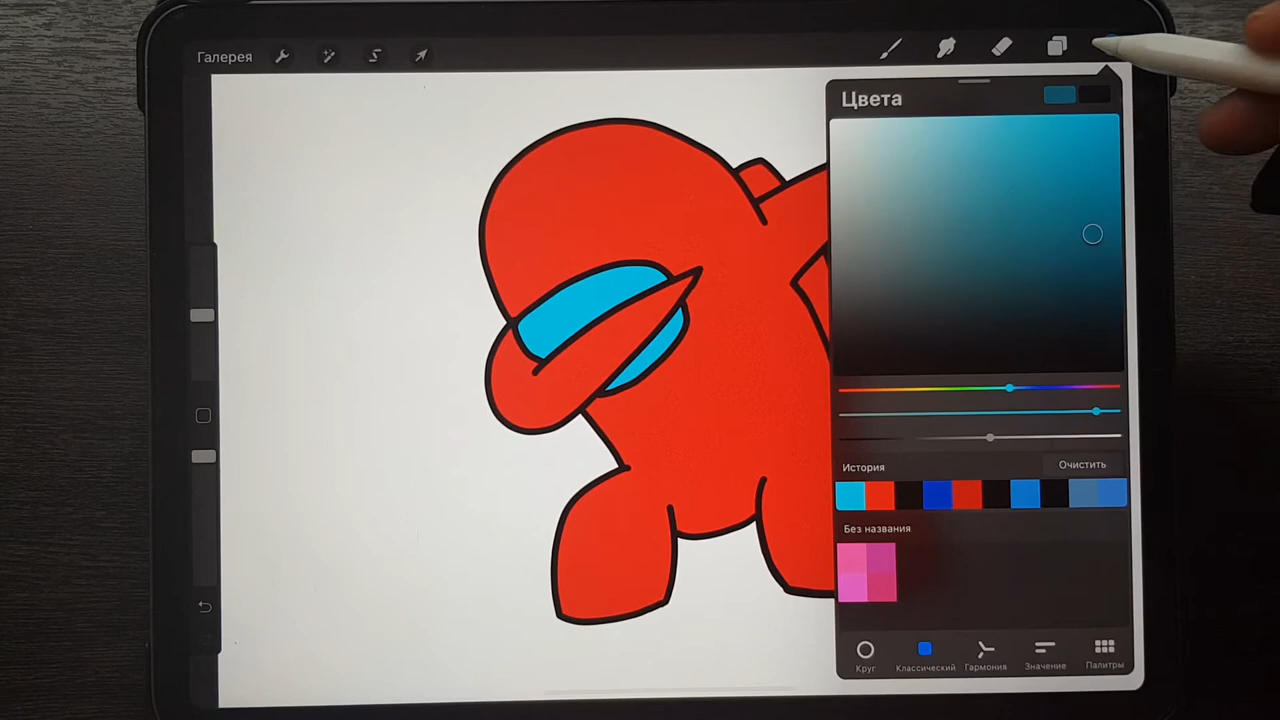 Галерея
Цвета
История
Очистить
Без названия
Круг
Классический
Гармония
Значение
Палитры